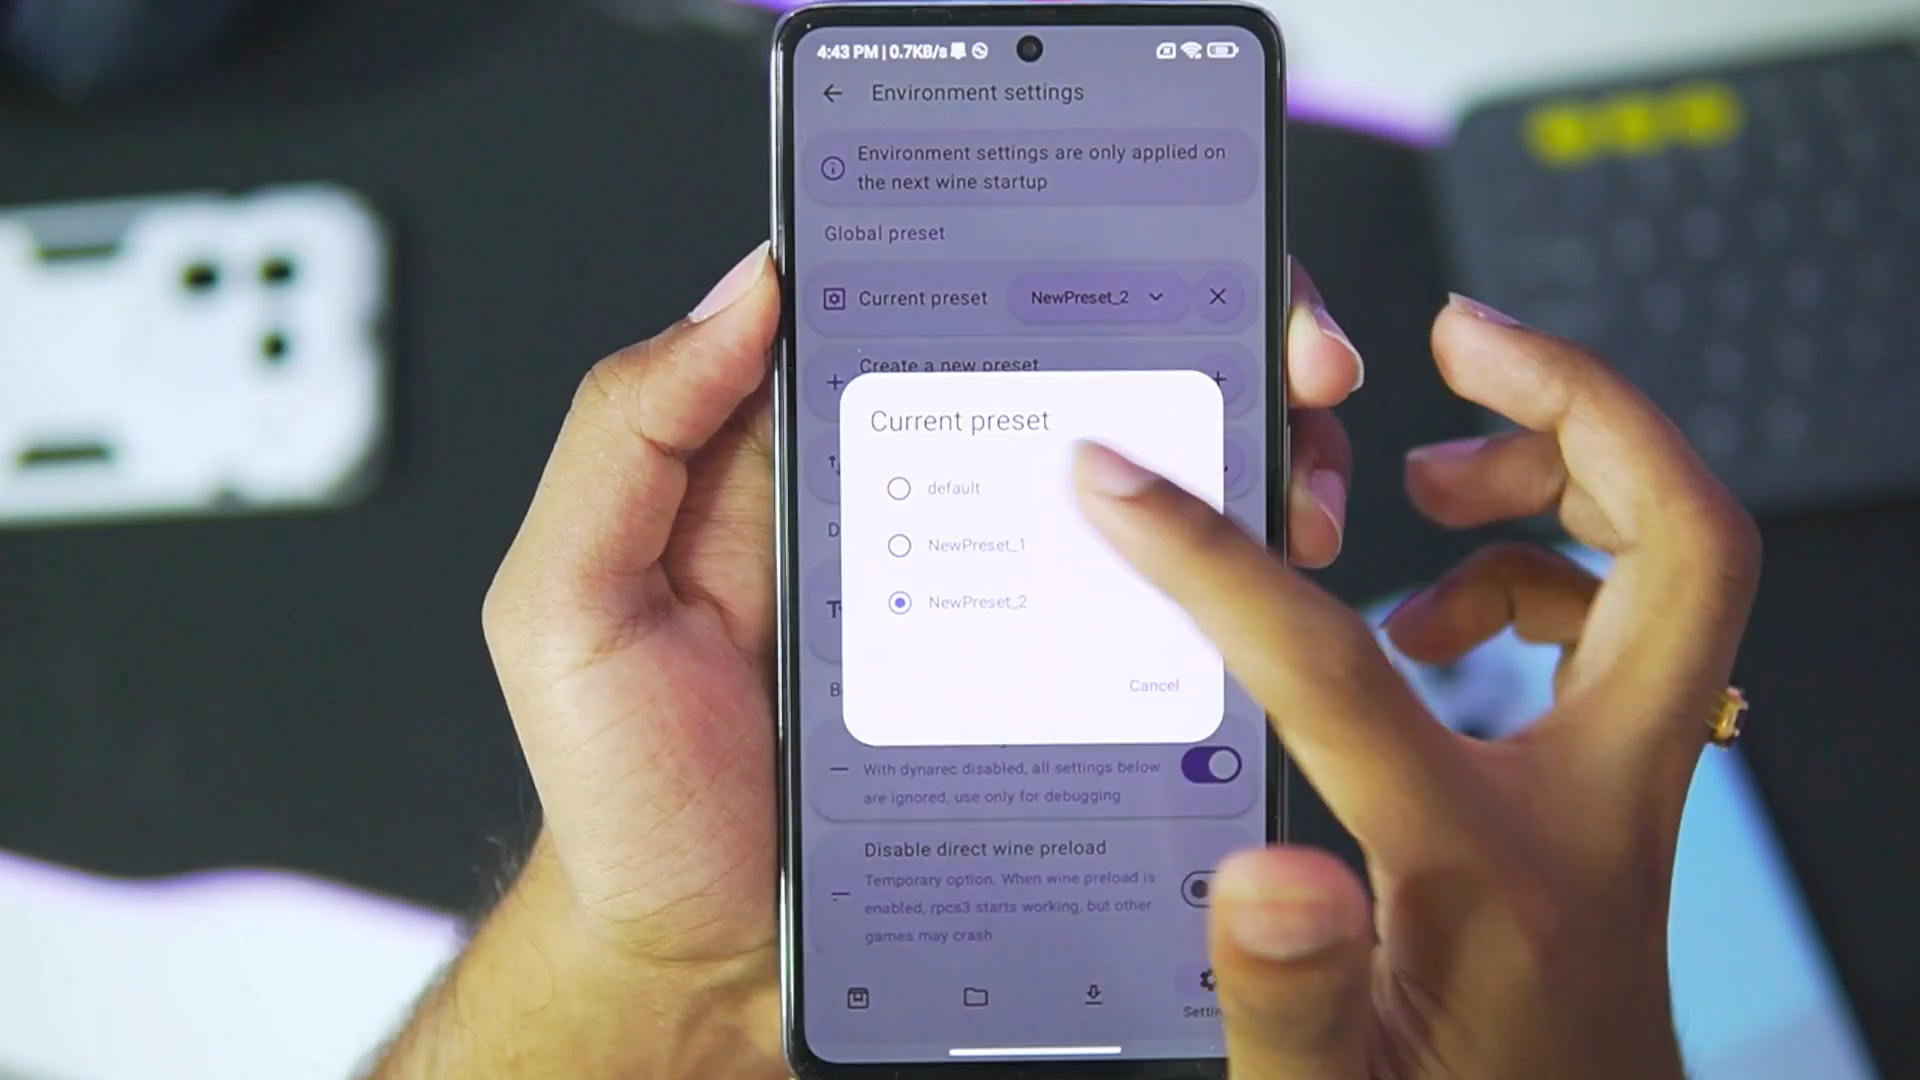 4:43 PM | 0.7KB/s
Environment settings
Environment settings are only applied on
the next wine startup
Global preset
Current preset
NewPreset_2
Create a new preset
Current preset
default
NewPreset_1
NewPreset_2
Cancel
With dynarec disabled, all settings below
are ignored, use only for debugging
Disable direct wine preload
Temporary option. When wine preload is
enabled, rpcs3 starts working, but other
games may crash